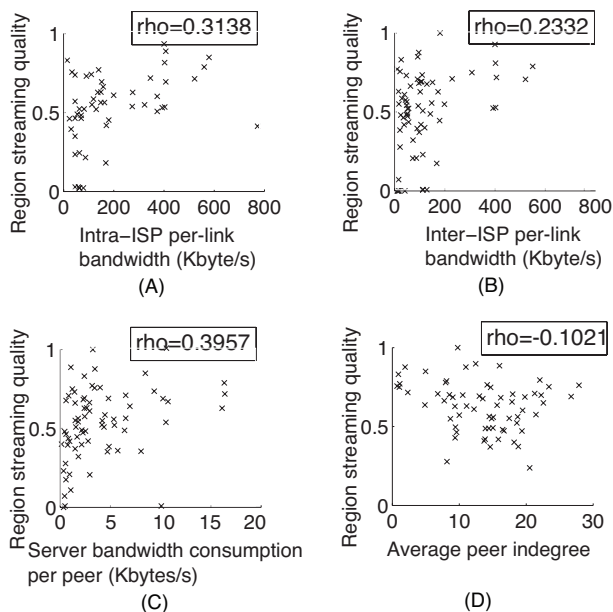 rho=0.3138
Region streaming quality
1
0.5
0
0 200 400 600 800
Intra−ISP per−link
bandwidth (Kbyte/s)
(A)
rho=0.2332
Region streaming quality
1
0.5
0
0 200 400 600 800
Inter−ISP per−link
bandwidth (Kbyte/s)
(B)
rho=0.3957
Region streaming quality
1
0.5
0
0 5 10 15 20
Server bandwidth consumption
per peer (Kbytes/s)
(C)
rho=-0.1021
Region streaming quality
1
0.5
0
0 10 20 30
Average peer indegree
(D)